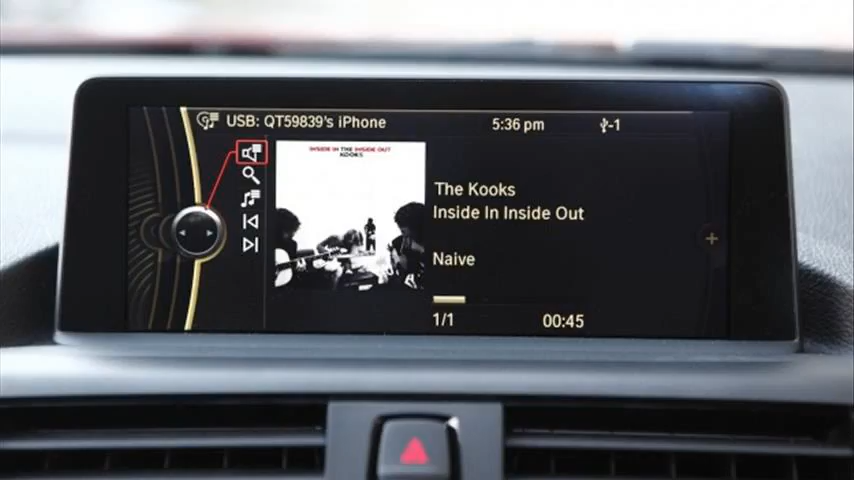 USB: QT59839's iPhone 5:36 pm -1
INSIDE IN THE INSIDE OUT
KOOKS
The Kooks
Inside In Inside Out
Naive
1/1 00:45